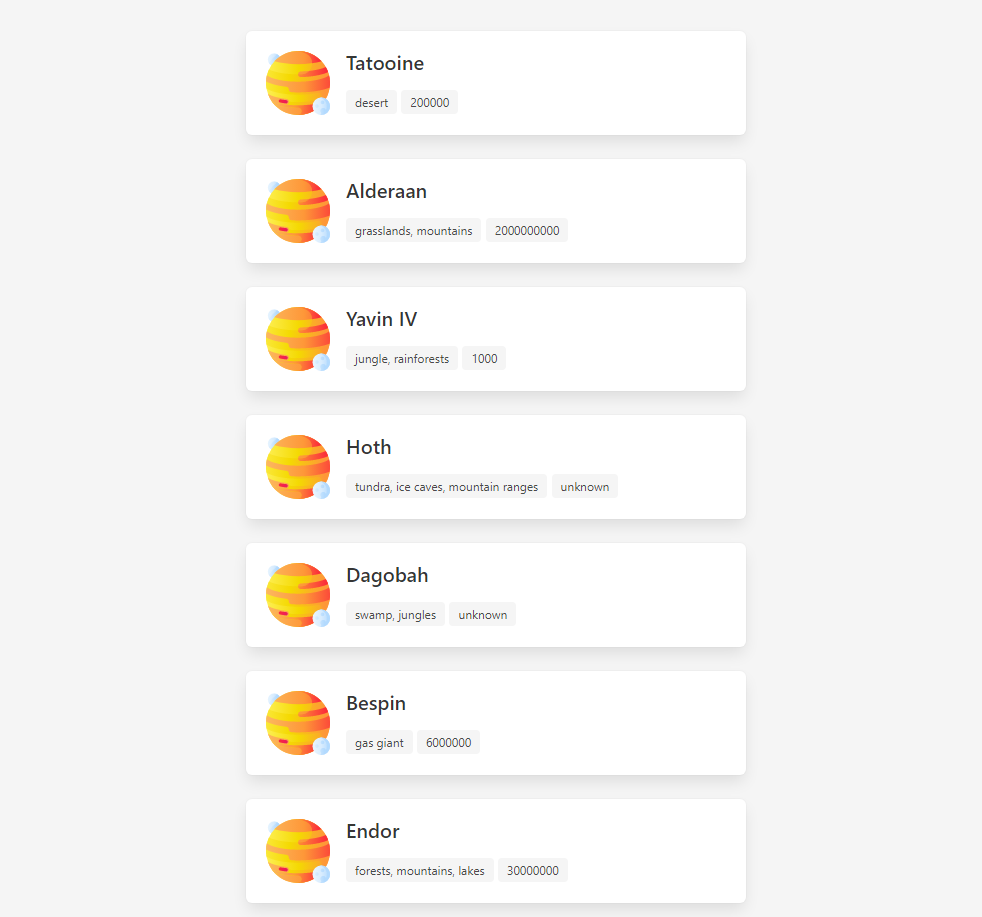 Tatooine
desert 200000
Alderaan
grasslands, mountains 2000000000
Yavin IV
jungle, rainforests 1000
Hoth
tundra, ice caves, mountain ranges unknown
Dagobah
swamp, jungles unknown
Bespin
gas giant 6000000
Endor
forests, mountains, lakes 30000000